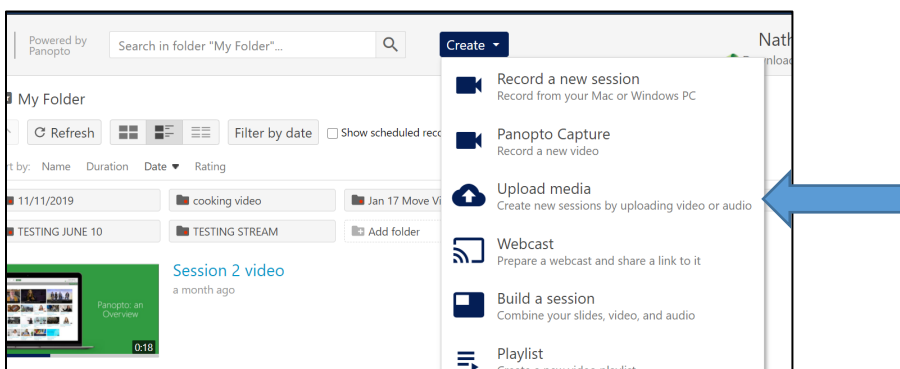 Powered by
Panopto
Search in folder "My Folder"...
Create
Nath
My Folder
Refresh
Filter by date
Show scheduled reco
rt by: Name Duration Date Rating
11/11/2019
cooking video
Jan 17 Move Vi
TESTING JUNE 10
TESTING STREAM
Add folder
Session 2 video
a month ago
Panopto: an
Overview
0:18
Record a new session
Record from your Mac or Windows PC
Panopto Capture
Record a new video
Upload media
Create new sessions by uploading video or audio
Webcast
Prepare a webcast and share a link to it
Build a session
Combine your slides, video, and audio
Playlist